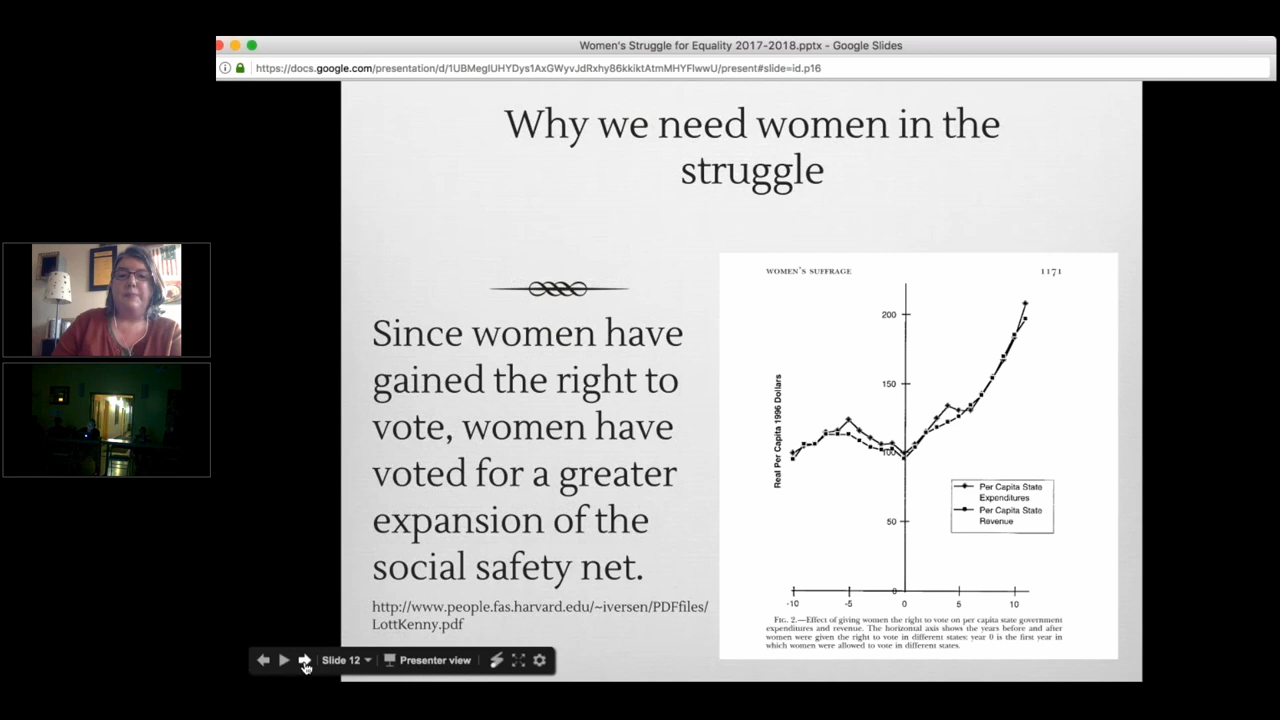 Women's Struggle for Equality 2017-2018.pptx - Google Slides
https://docs.google.com/presentation/d/1UBMeglUHYDys1AxGWyvJdRxhy86kkiktAtmMHYFlwwU/present#slide=id.p16
Why we need women in the
struggle
Since women have
gained the right to
vote, women have
voted for a greater
expansion of the
social safety net.
http://www.people.fas.harvard.edu/~iversen/PDFfiles/
LottKenny.pdf
WOMEN'S SUFFRAGE 1171
200
150
100
50
0
Real Per Capita 1996 Dollars
Per Capita State
Expenditures
Per Capita State
Revenue
-10 -5 0 5 10
FIG. 2.—Effect of giving women the right to vote on per capita state government
expenditures and revenue. The horizontal axis shows the years before and after
women were given the right to vote in different states: year 0 is the first year in
which women were allowed to vote in different states.
Slide 12 Presenter view